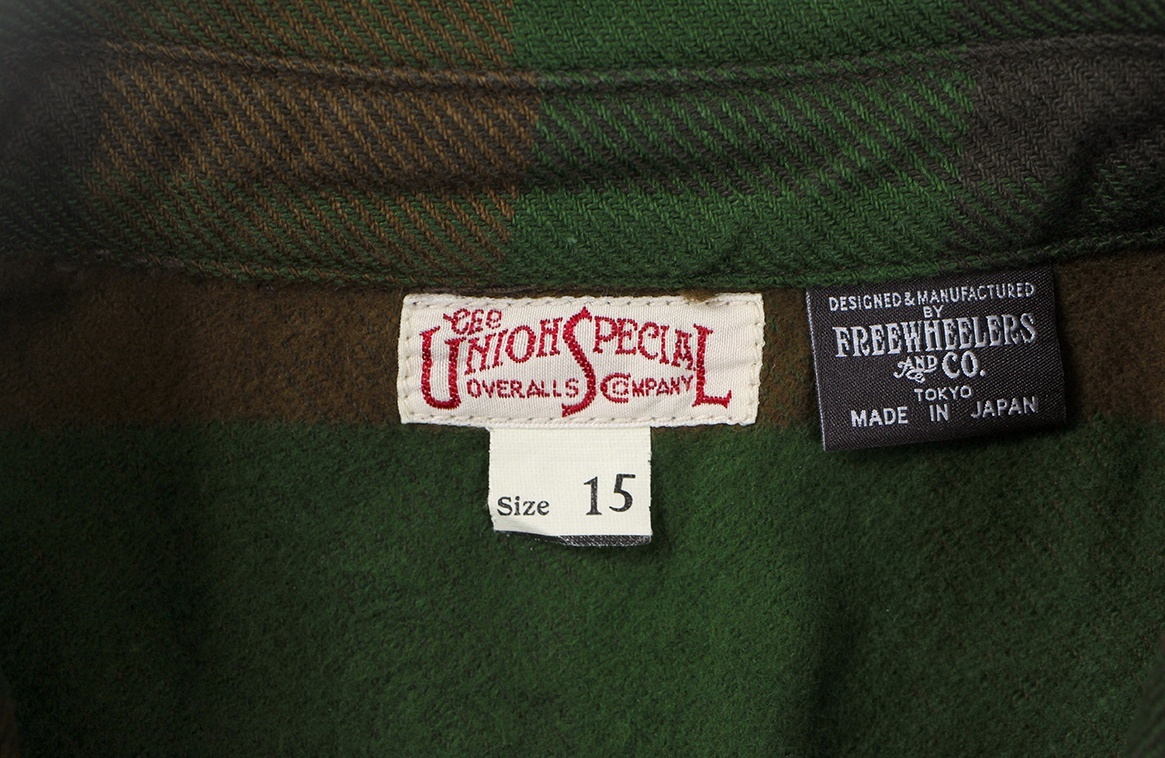 The
UNION SPECIAL
OVERALLS COMPANY
Size 15
DESIGNED & MANUFACTURED
BY
FREEWHEELERS
AND CO.
TOKYO
MADE IN JAPAN